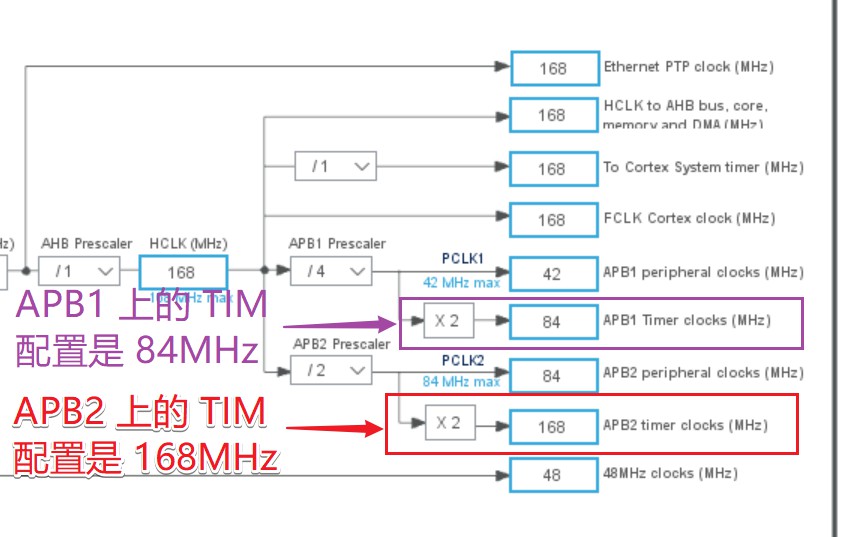 168
Ethernet PTP clock (MHz)
168
HCLK to AHB bus, core,
memory and DMA (MHz)
/ 1
168
To Cortex System timer (MHz)
168
FCLK Cortex clock (MHz)
Hz)
AHB Prescaler
HCLK (MHz)
APB1 Prescaler
/ 1
168
168 MHz max
/ 4
PCLK1
42 MHz max
42
APB1 peripheral clocks (MHz)
APB1 上的 TIM
配置是 84MHz
X 2
84
APB1 Timer clocks (MHz)
APB2 Prescaler
/ 2
PCLK2
84 MHz max
84
APB2 peripheral clocks (MHz)
APB2 上的 TIM
配置是 168MHz
X 2
168
APB2 timer clocks (MHz)
48
48MHz clocks (MHz)